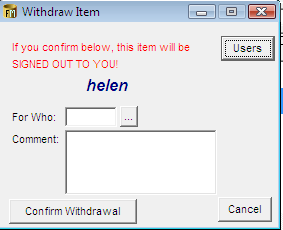 Withdraw Item
If you confirm below, this item will be
SIGNED OUT TO YOU!
Users
helen
For Who:
...
Comment:
Confirm Withdrawal
Cancel